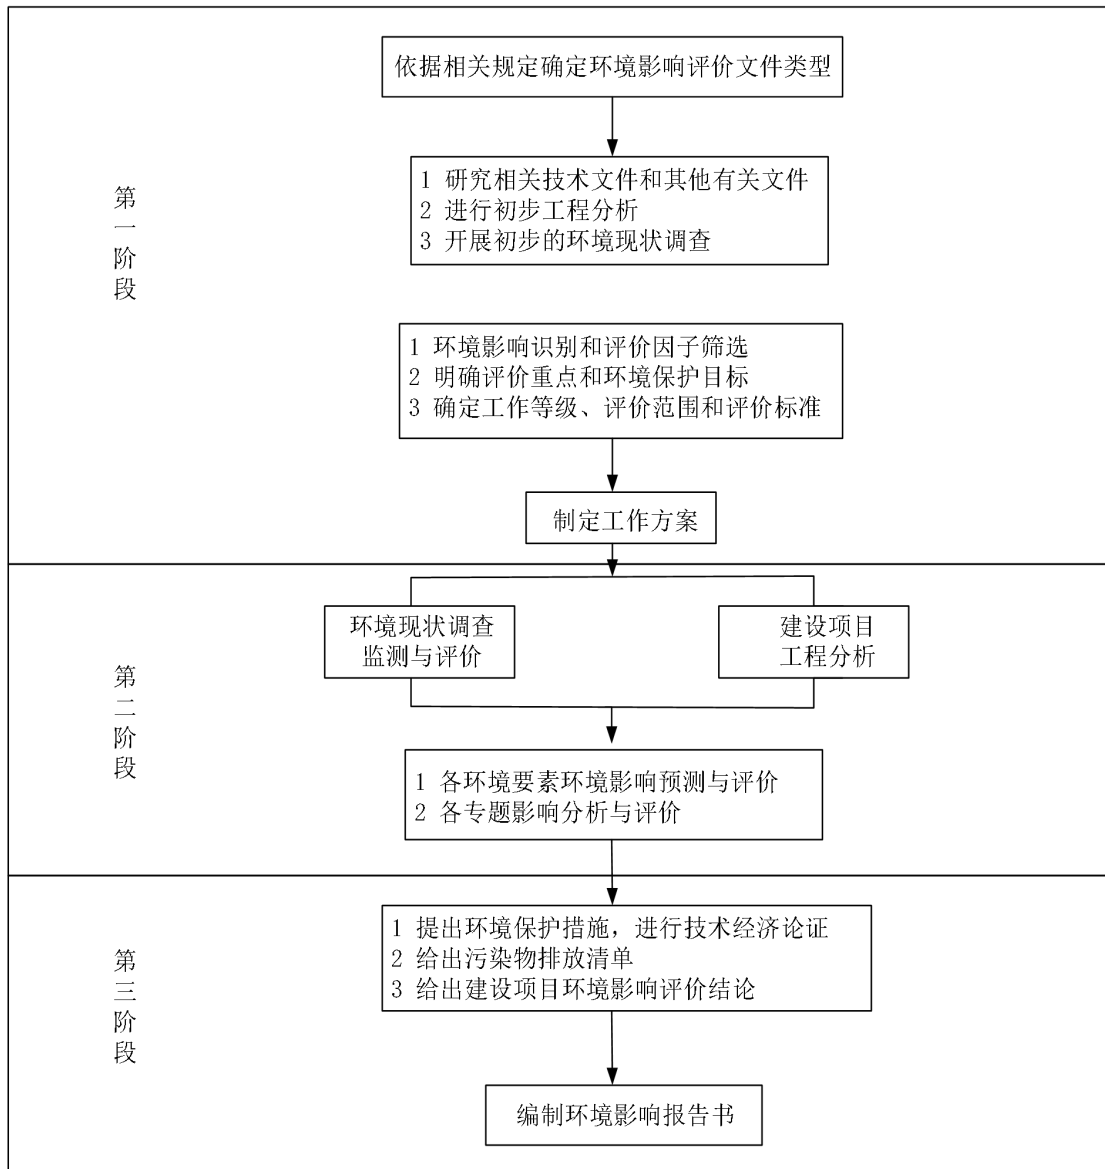 依据相关规定确定环境影响评价文件类型
第一阶段
1 研究相关技术文件和其他有关文件
2 进行初步工程分析
3 开展初步的环境现状调查
1 环境影响识别和评价因子筛选
2 明确评价重点和环境保护目标
3 确定工作等级、评价范围和评价标准
制定工作方案
第二阶段
环境现状调查
监测与评价
建设项目
工程分析
1 各环境要素环境影响预测与评价
2 各专题影响分析与评价
第三阶段
1 提出环境保护措施，进行技术经济论证
2 给出污染物排放清单
3 给出建设项目环境影响评价结论
编制环境影响报告书